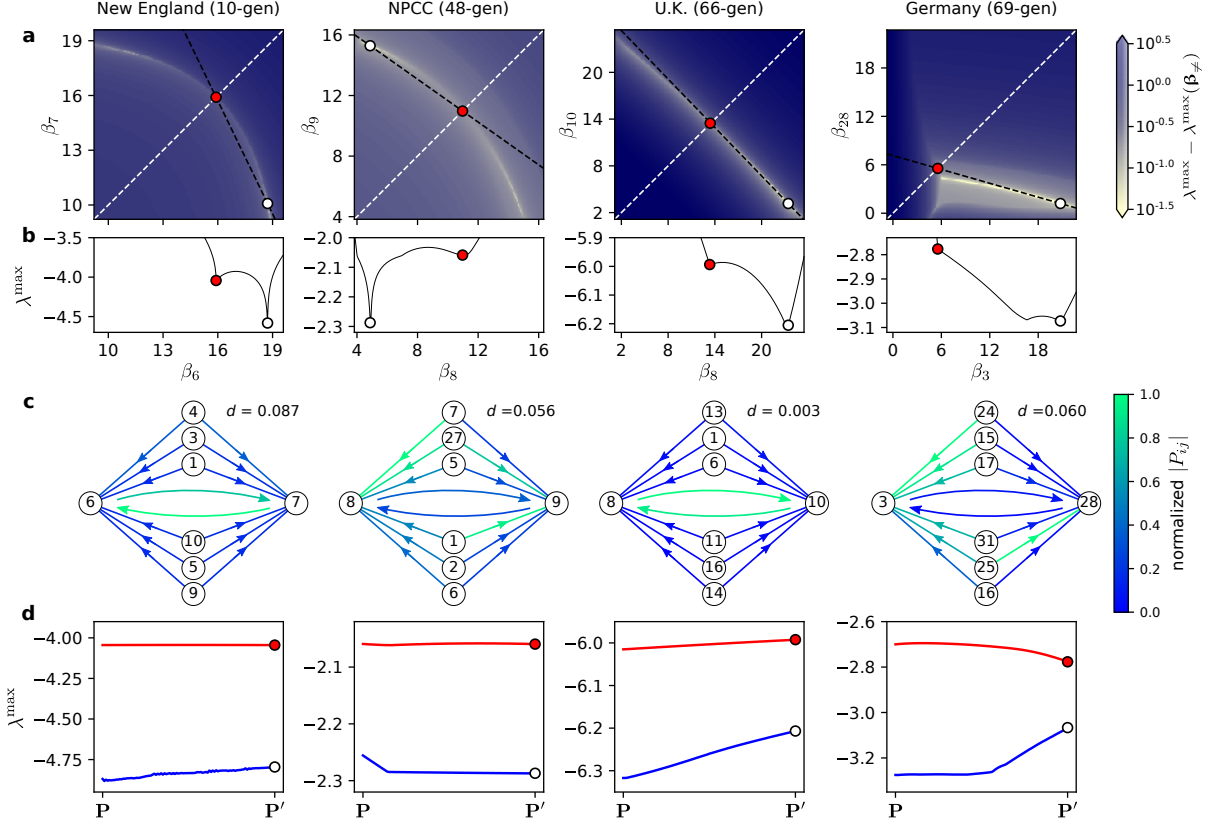 New England (10-gen) NPCC (48-gen) U.K. (66-gen) Germany (69-gen)
a
19 16 13 10
β7
16 12 8 4
β9
20 14 8 2
β10
24 18 12 6 0
β28
10^0.5
10^0.0
10^−0.5
10^−1.0
10^−1.5
λ^max − λ^max(β≠)
b
−3.5 −4.0 −4.5
λ^max
10 13 16 19
β6
−2.0 −2.1 −2.2 −2.3
4 8 12 16
β8
−5.9 −6.0 −6.1 −6.2
2 8 14 20
β8
−2.8 −2.9 −3.0 −3.1
0 6 12 18
β3
c
d = 0.087
4 3 1 6 7 10 5 9
d =0.056
7 27 5 8 9 1 2 6
d = 0.003
13 1 6 8 10 11 16 14
d =0.060
24 15 17 3 28 31 25 16
1.0
0.8
0.6
0.4
0.2
0.0
normalized |Pij|
d
−4.00 −4.25 −4.50 −4.75
λ^max
P P′
−2.1 −2.2 −2.3
P P′
−6.0 −6.1 −6.2 −6.3
P P′
−2.6 −2.8 −3.0 −3.2
P P′